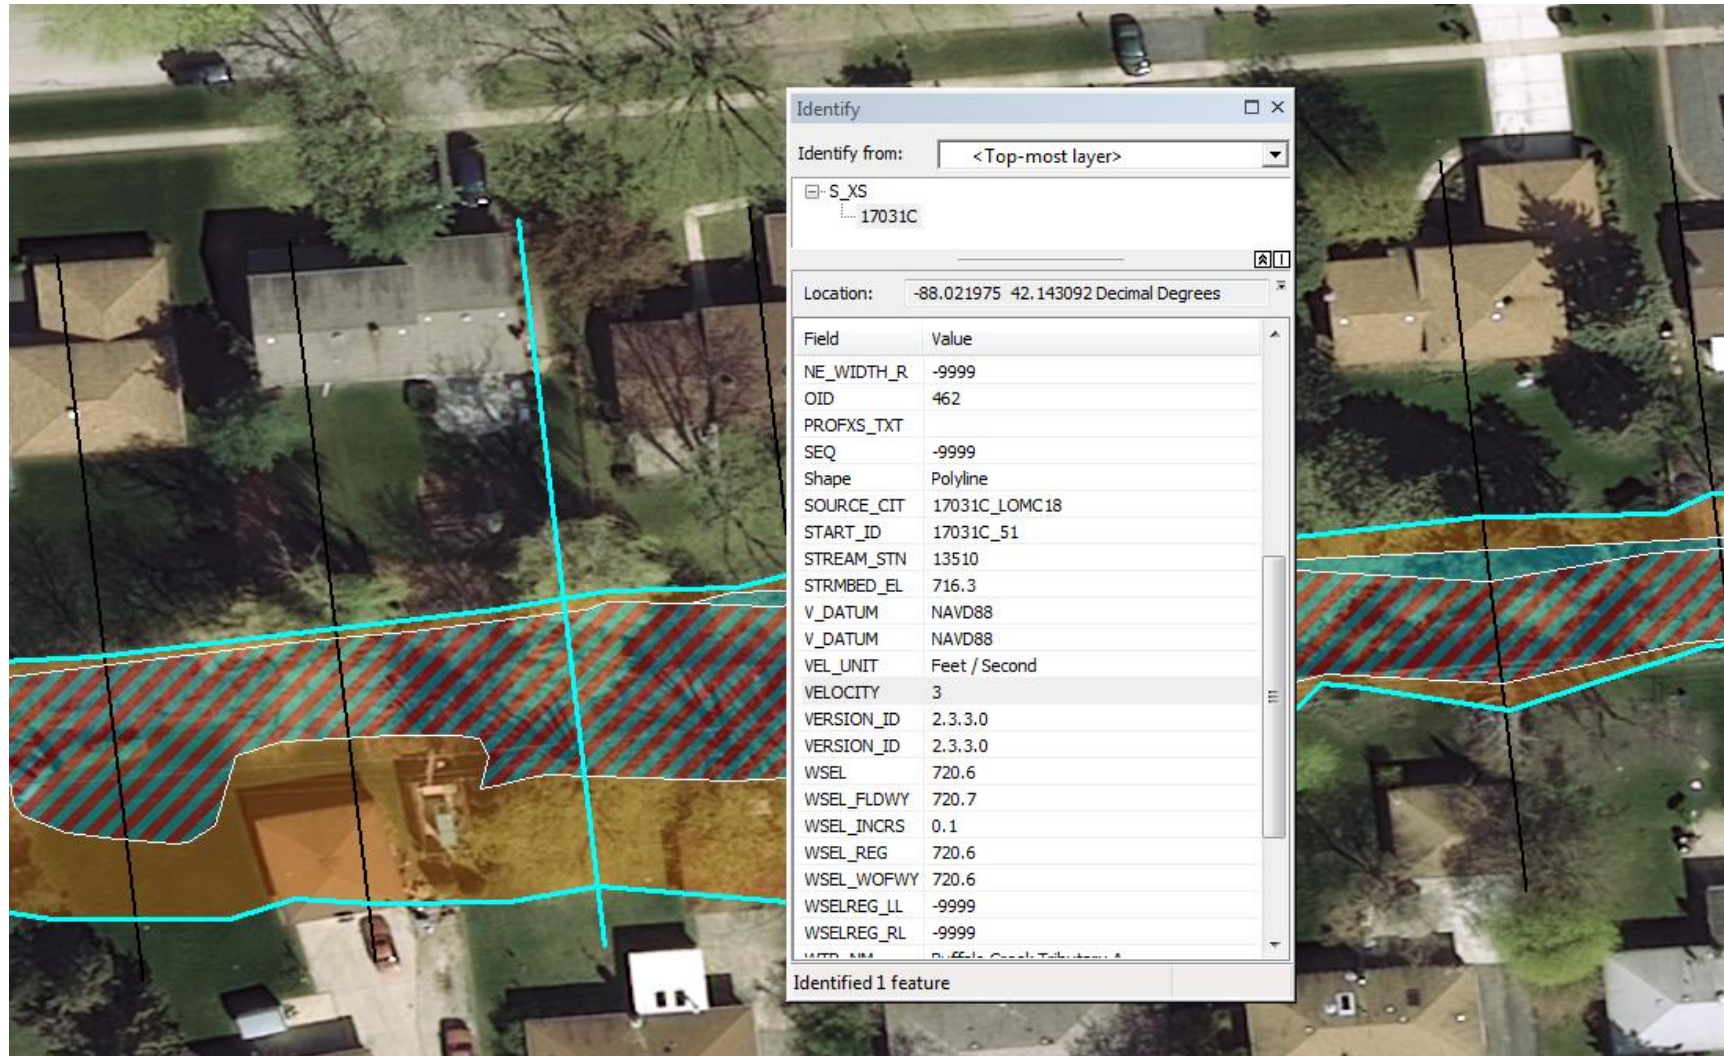 Identify
Identify from: <Top-most layer>
S_XS
17031C
Location: -88.021975 42.143092 Decimal Degrees
Field Value
NE_WIDTH_R -9999
OID 462
PROFXS_TXT
SEQ -9999
Shape Polyline
SOURCE_CIT 17031C_LOMC18
START_ID 17031C_51
STREAM_STN 13510
STRMBED_EL 716.3
V_DATUM NAVD88
V_DATUM NAVD88
VEL_UNIT Feet / Second
VELOCITY 3
VERSION_ID 2.3.3.0
VERSION_ID 2.3.3.0
WSEL 720.6
WSEL_FLDWY 720.7
WSEL_INCRS 0.1
WSEL_REG 720.6
WSEL_WOFWY 720.6
WSELREG_LL -9999
WSELREG_RL -9999
WTR_NM Buffalo Creek Tributary A
Identified 1 feature